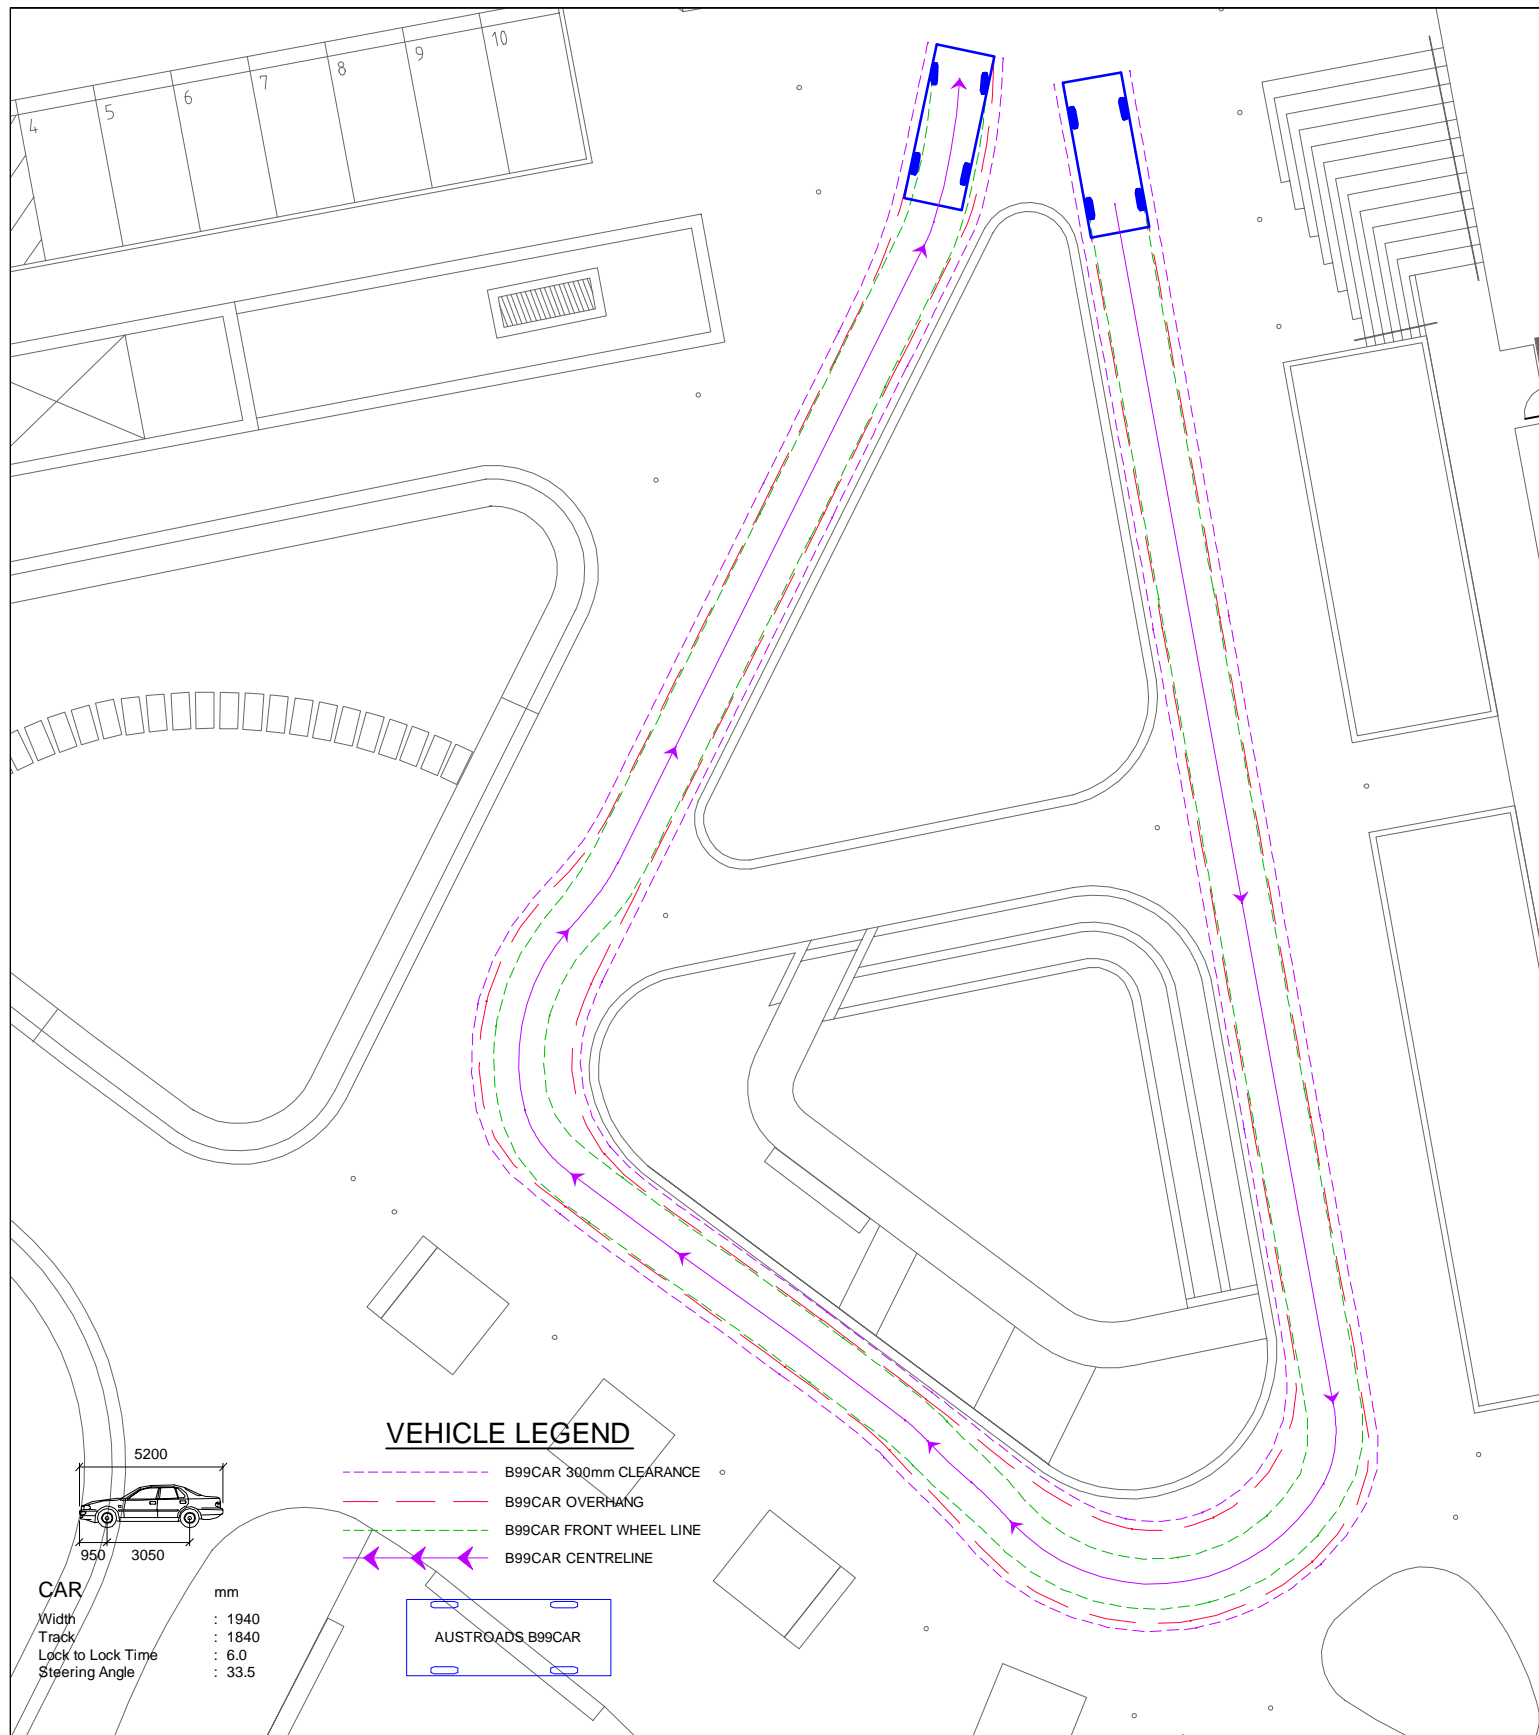 4
5
6
7
8
9
10
VEHICLE LEGEND
B99CAR 300mm CLEARANCE
B99CAR OVERHANG
B99CAR FRONT WHEEL LINE
B99CAR CENTRELINE
AUSTROADS B99CAR
5200
950 3050
CAR mm
Width : 1940
Track : 1840
Lock to Lock Time : 6.0
Steering Angle : 33.5